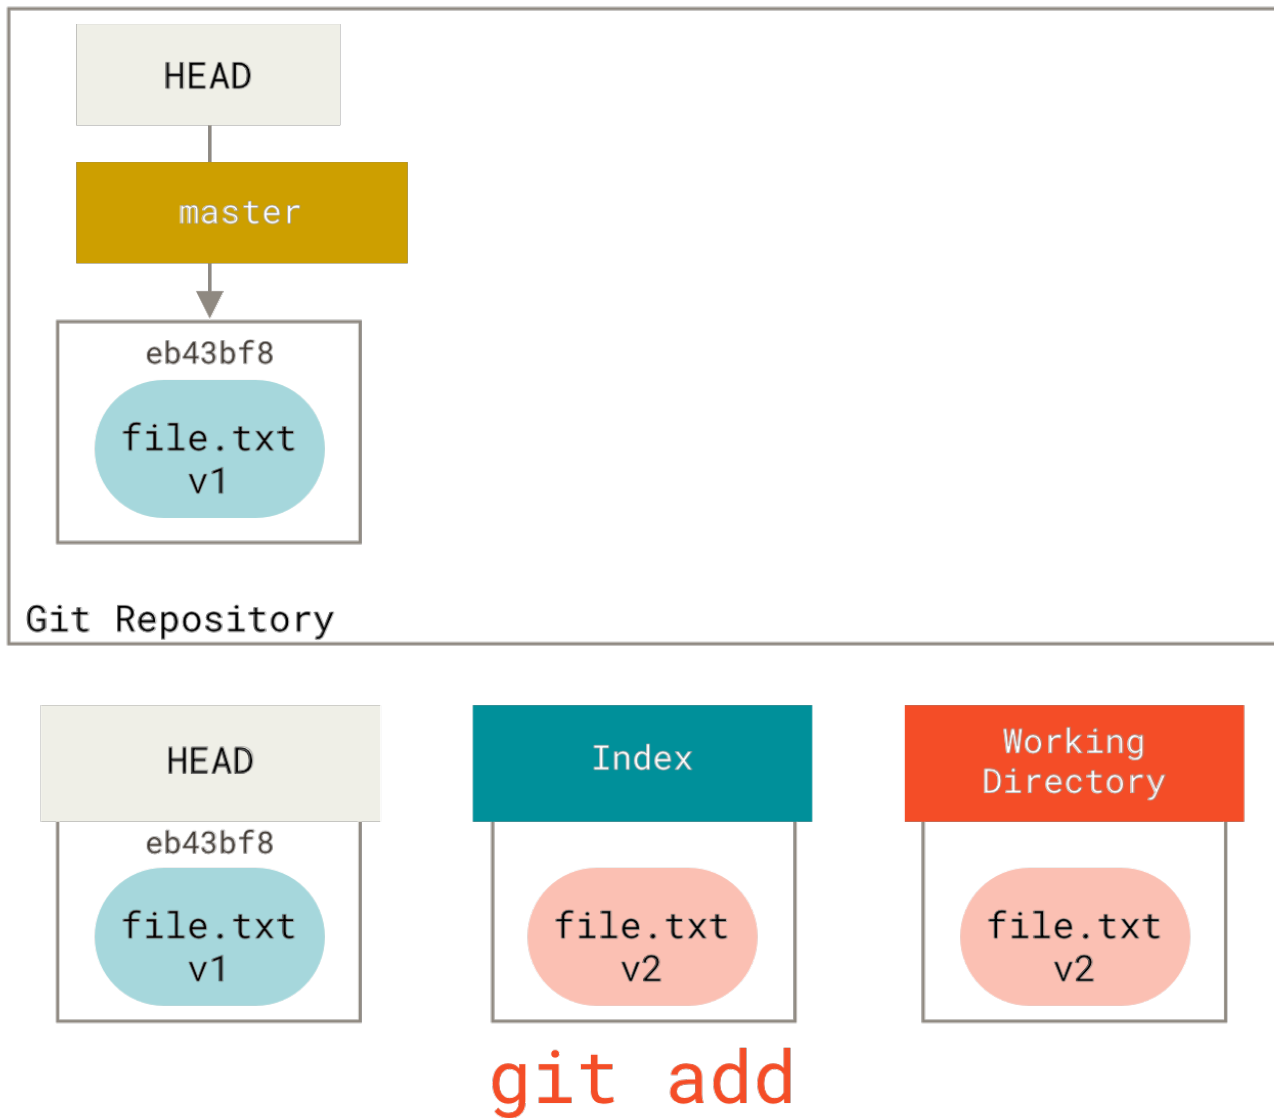 HEAD
master
eb43bf8
file.txt
v1
Git Repository
HEAD
Index
Working
Directory
eb43bf8
file.txt
v1
file.txt
v2
file.txt
v2
git add